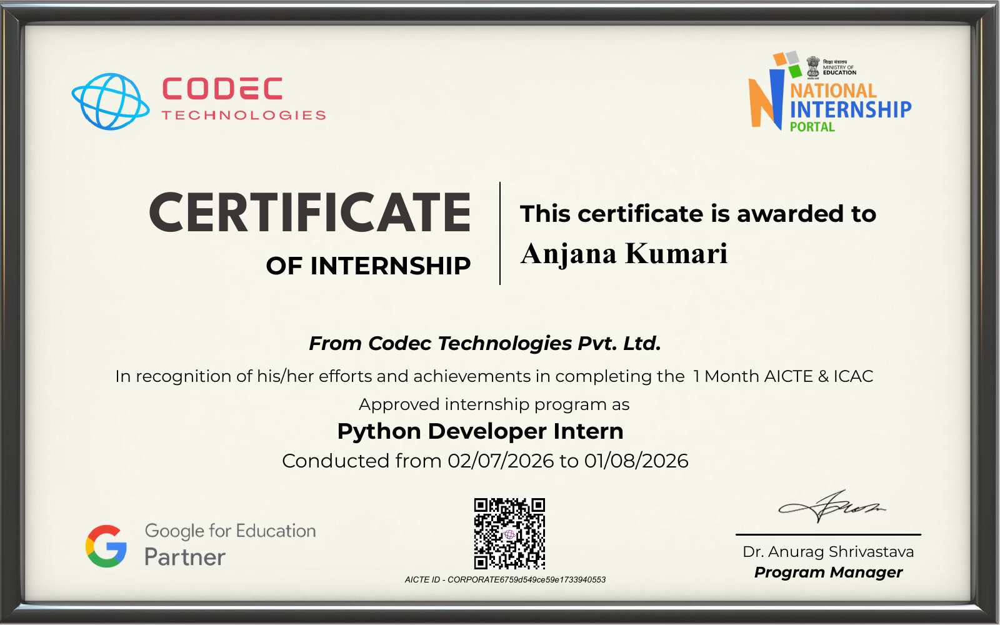 CODEC
TECHNOLOGIES
शिक्षा मंत्रालय
MINISTRY OF
EDUCATION
NATIONAL
INTERNSHIP
PORTAL
CERTIFICATE
OF INTERNSHIP
This certificate is awarded to
Anjana Kumari
From Codec Technologies Pvt. Ltd.
In recognition of his/her efforts and achievements in completing the 1 Month AICTE & ICAC
Approved internship program as
Python Developer Intern
Conducted from 02/07/2026 to 01/08/2026
Google for Education
Partner
AICTE ID - CORPORATE6759d549ce59e1733940553
Dr. Anurag Shrivastava
Program Manager